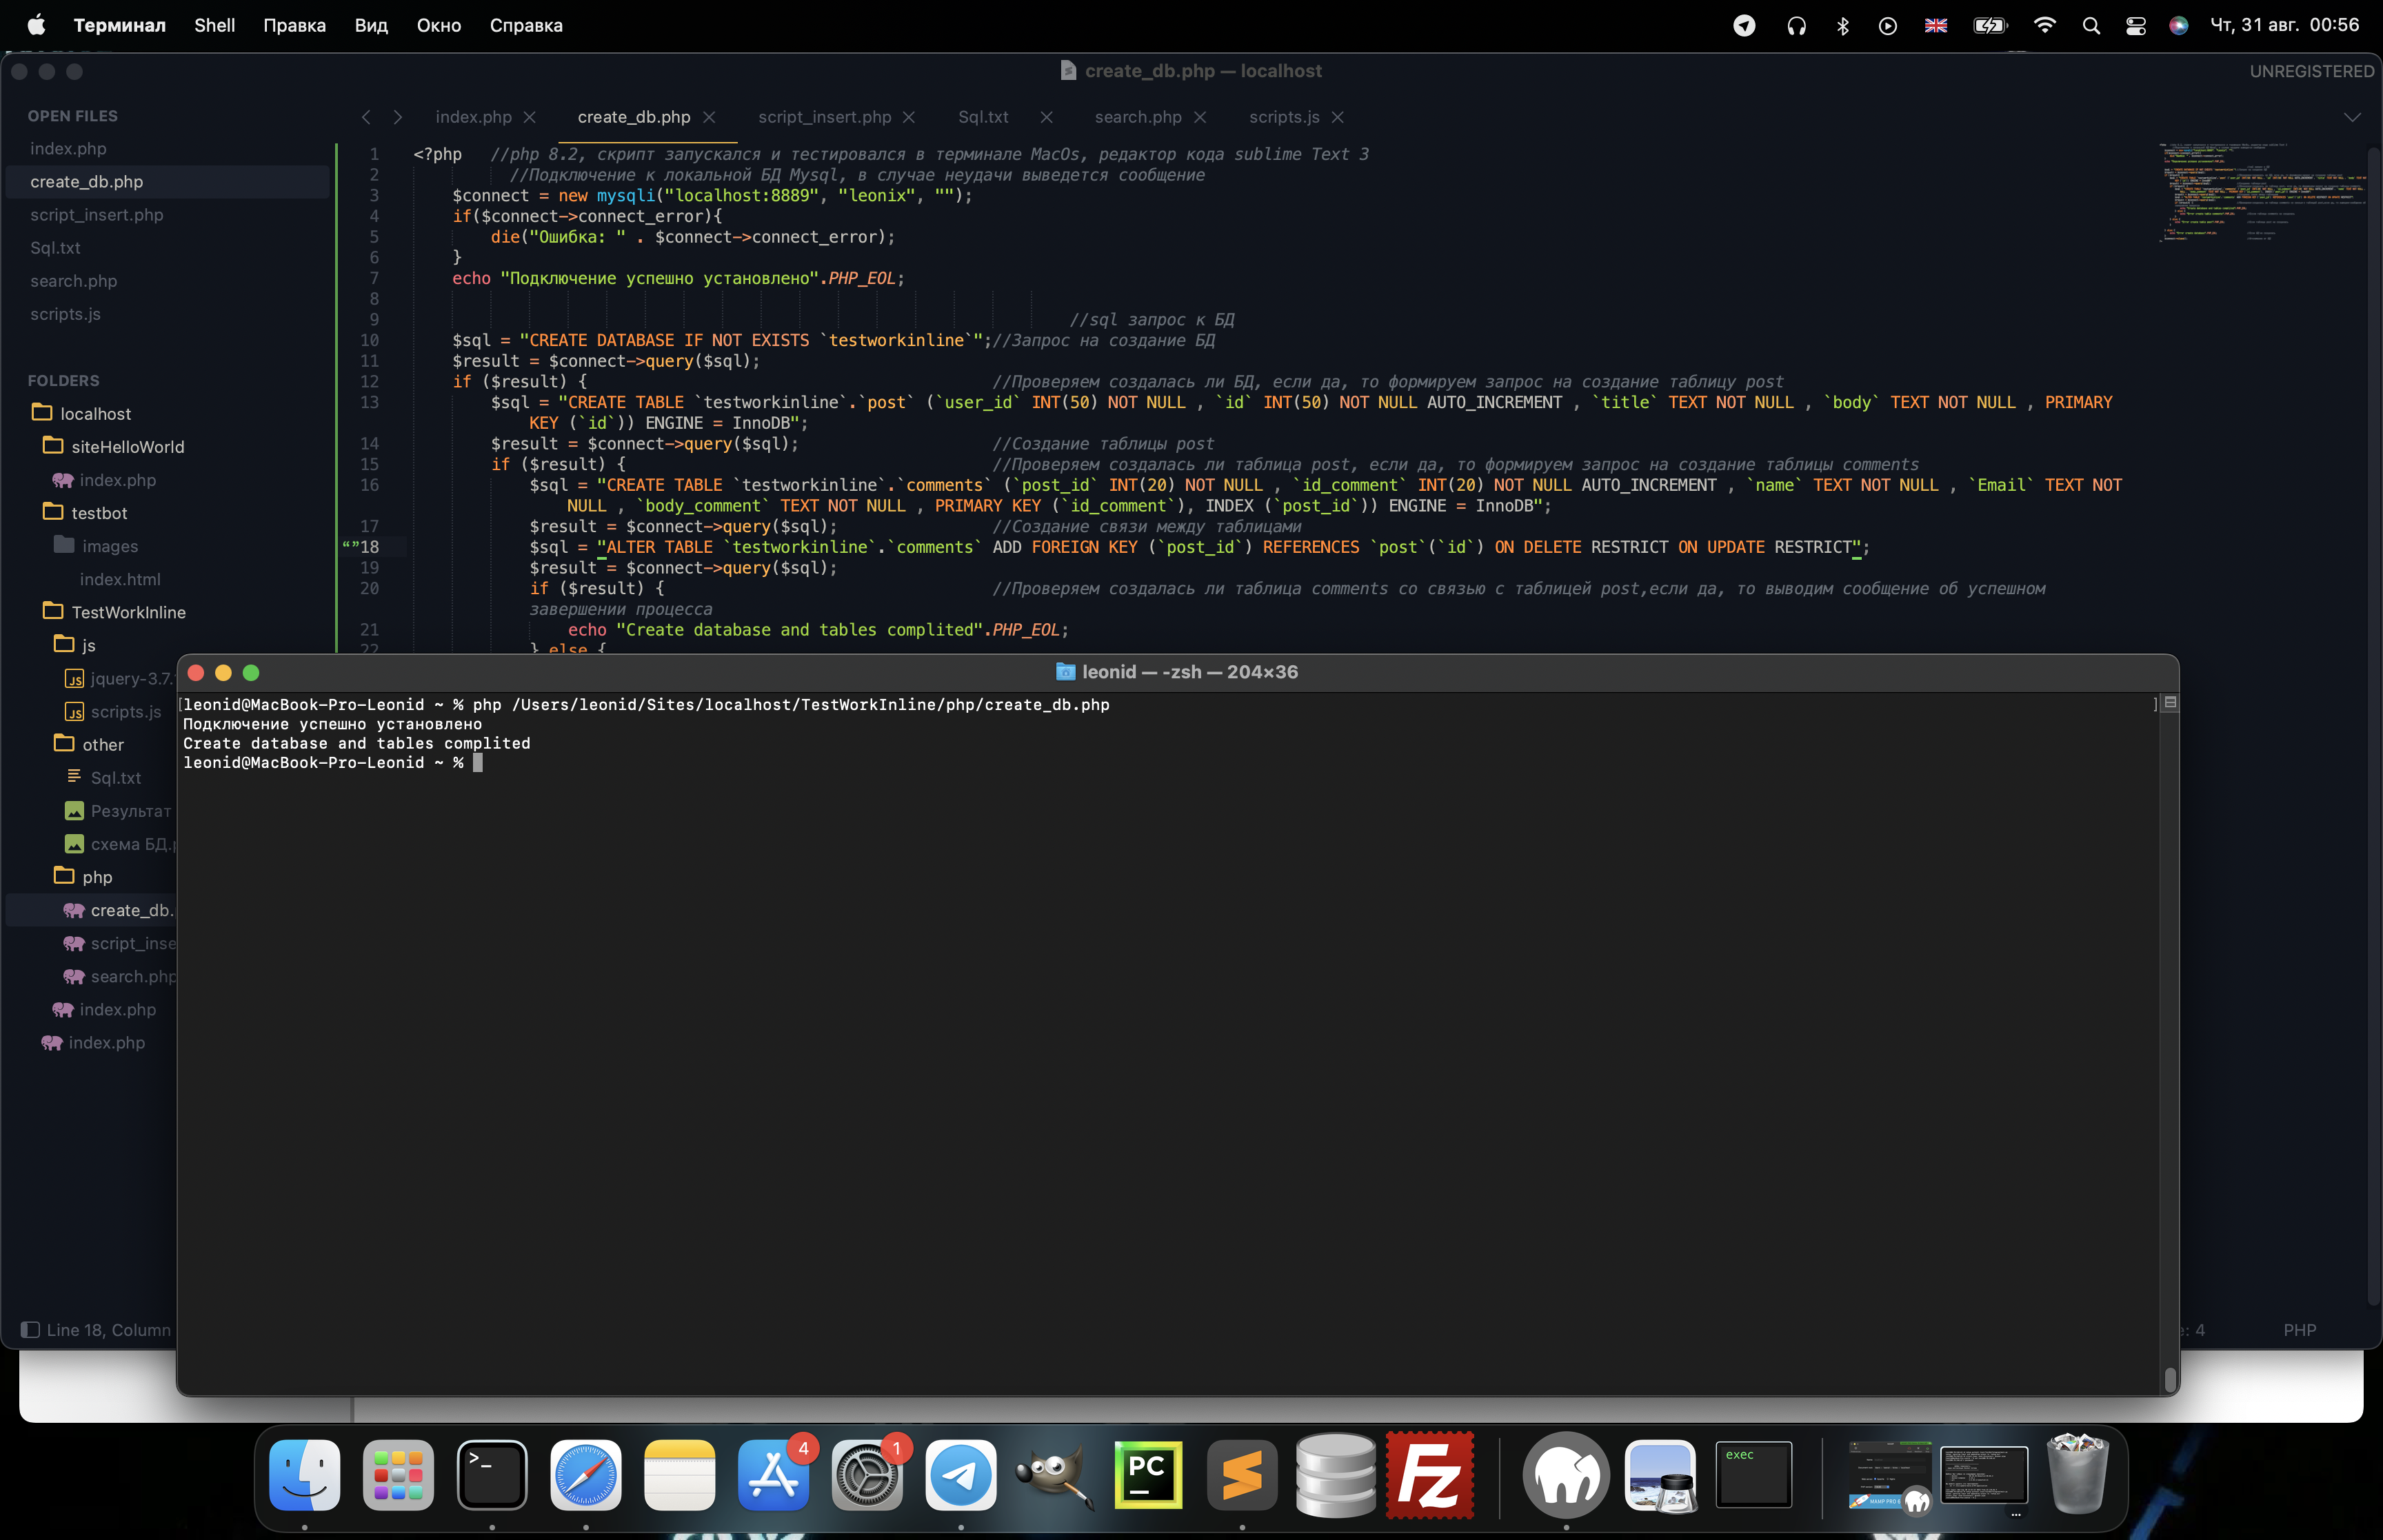 Терминал Shell Правка Вид Окно Справка Чт, 31 авг. 00:56
create_db.php — localhost UNREGISTERED
OPEN FILES
index.php
create_db.php
script_insert.php
Sql.txt
search.php
scripts.js
FOLDERS
localhost
siteHelloWorld
index.php
testbot
images
index.html
TestWorkInline
js
jquery-3.7.
scripts.js
other
Sql.txt
Результат
схема БД.
php
create_db.
script_inse
search.php
index.php
index.php
index.php create_db.php script_insert.php Sql.txt search.php scripts.js
1 <?php //php 8.2, скрипт запускался и тестировался в терминале MacOs, редактор кода sublime Text 3
2 //Подключение к локальной БД Mysql, в случае неудачи выведется сообщение
3 $connect = new mysqli("localhost:8889", "leonix", "");
4 if($connect->connect_error){
5 die("Ошибка: " . $connect->connect_error);
6 }
7 echo "Подключение успешно установлено".PHP_EOL;
8
9 //sql запрос к БД
10 $sql = "CREATE DATABASE IF NOT EXISTS `testworkinline`";//Запрос на создание БД
11 $result = $connect->query($sql);
12 if ($result) { //Проверяем создалась ли БД, если да, то формируем запрос на создание таблицу post
13 $sql = "CREATE TABLE `testworkinline`.`post` (`user_id` INT(50) NOT NULL , `id` INT(50) NOT NULL AUTO_INCREMENT , `title` TEXT NOT NULL , `body` TEXT NOT NULL , PRIMARY
KEY (`id`)) ENGINE = InnoDB";
14 $result = $connect->query($sql); //Создание таблицы post
15 if ($result) { //Проверяем создалась ли таблица post, если да, то формируем запрос на создание таблицы comments
16 $sql = "CREATE TABLE `testworkinline`.`comments` (`post_id` INT(20) NOT NULL , `id_comment` INT(20) NOT NULL AUTO_INCREMENT , `name` TEXT NOT NULL , `Email` TEXT NOT
NULL , `body_comment` TEXT NOT NULL , PRIMARY KEY (`id_comment`), INDEX (`post_id`)) ENGINE = InnoDB";
17 $result = $connect->query($sql); //Создание связи между таблицами
“”18 $sql = "ALTER TABLE `testworkinline`.`comments` ADD FOREIGN KEY (`post_id`) REFERENCES `post`(`id`) ON DELETE RESTRICT ON UPDATE RESTRICT";
19 $result = $connect->query($sql);
20 if ($result) { //Проверяем создалась ли таблица comments со связью с таблицей post,если да, то выводим сообщение об успешном
завершении процесса
21 echo "Create database and tables complited".PHP_EOL;
22 } else {
leonid — -zsh — 204×36
[leonid@MacBook-Pro-Leonid ~ % php /Users/leonid/Sites/localhost/TestWorkInline/php/create_db.php ]
Подключение успешно установлено
Create database and tables complited
leonid@MacBook-Pro-Leonid ~ %
Line 18, Column : 4 PHP
4
1
>_
PC
Fz
exec